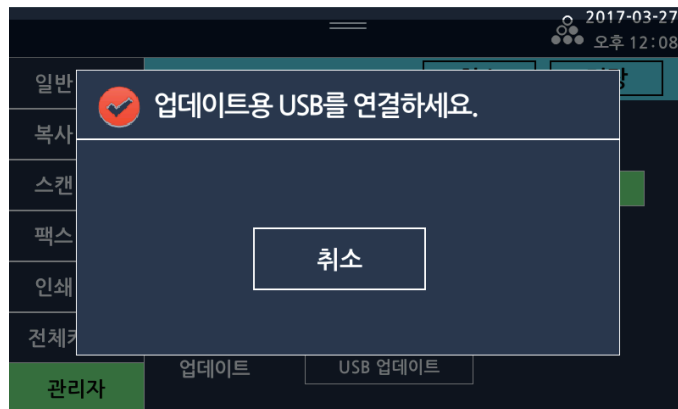 2017-03-27
오후 12:08
일반
업데이트용 USB를 연결하세요.
복사
스캔
팩스
취소
인쇄
업데이트
USB 업데이트
관리자